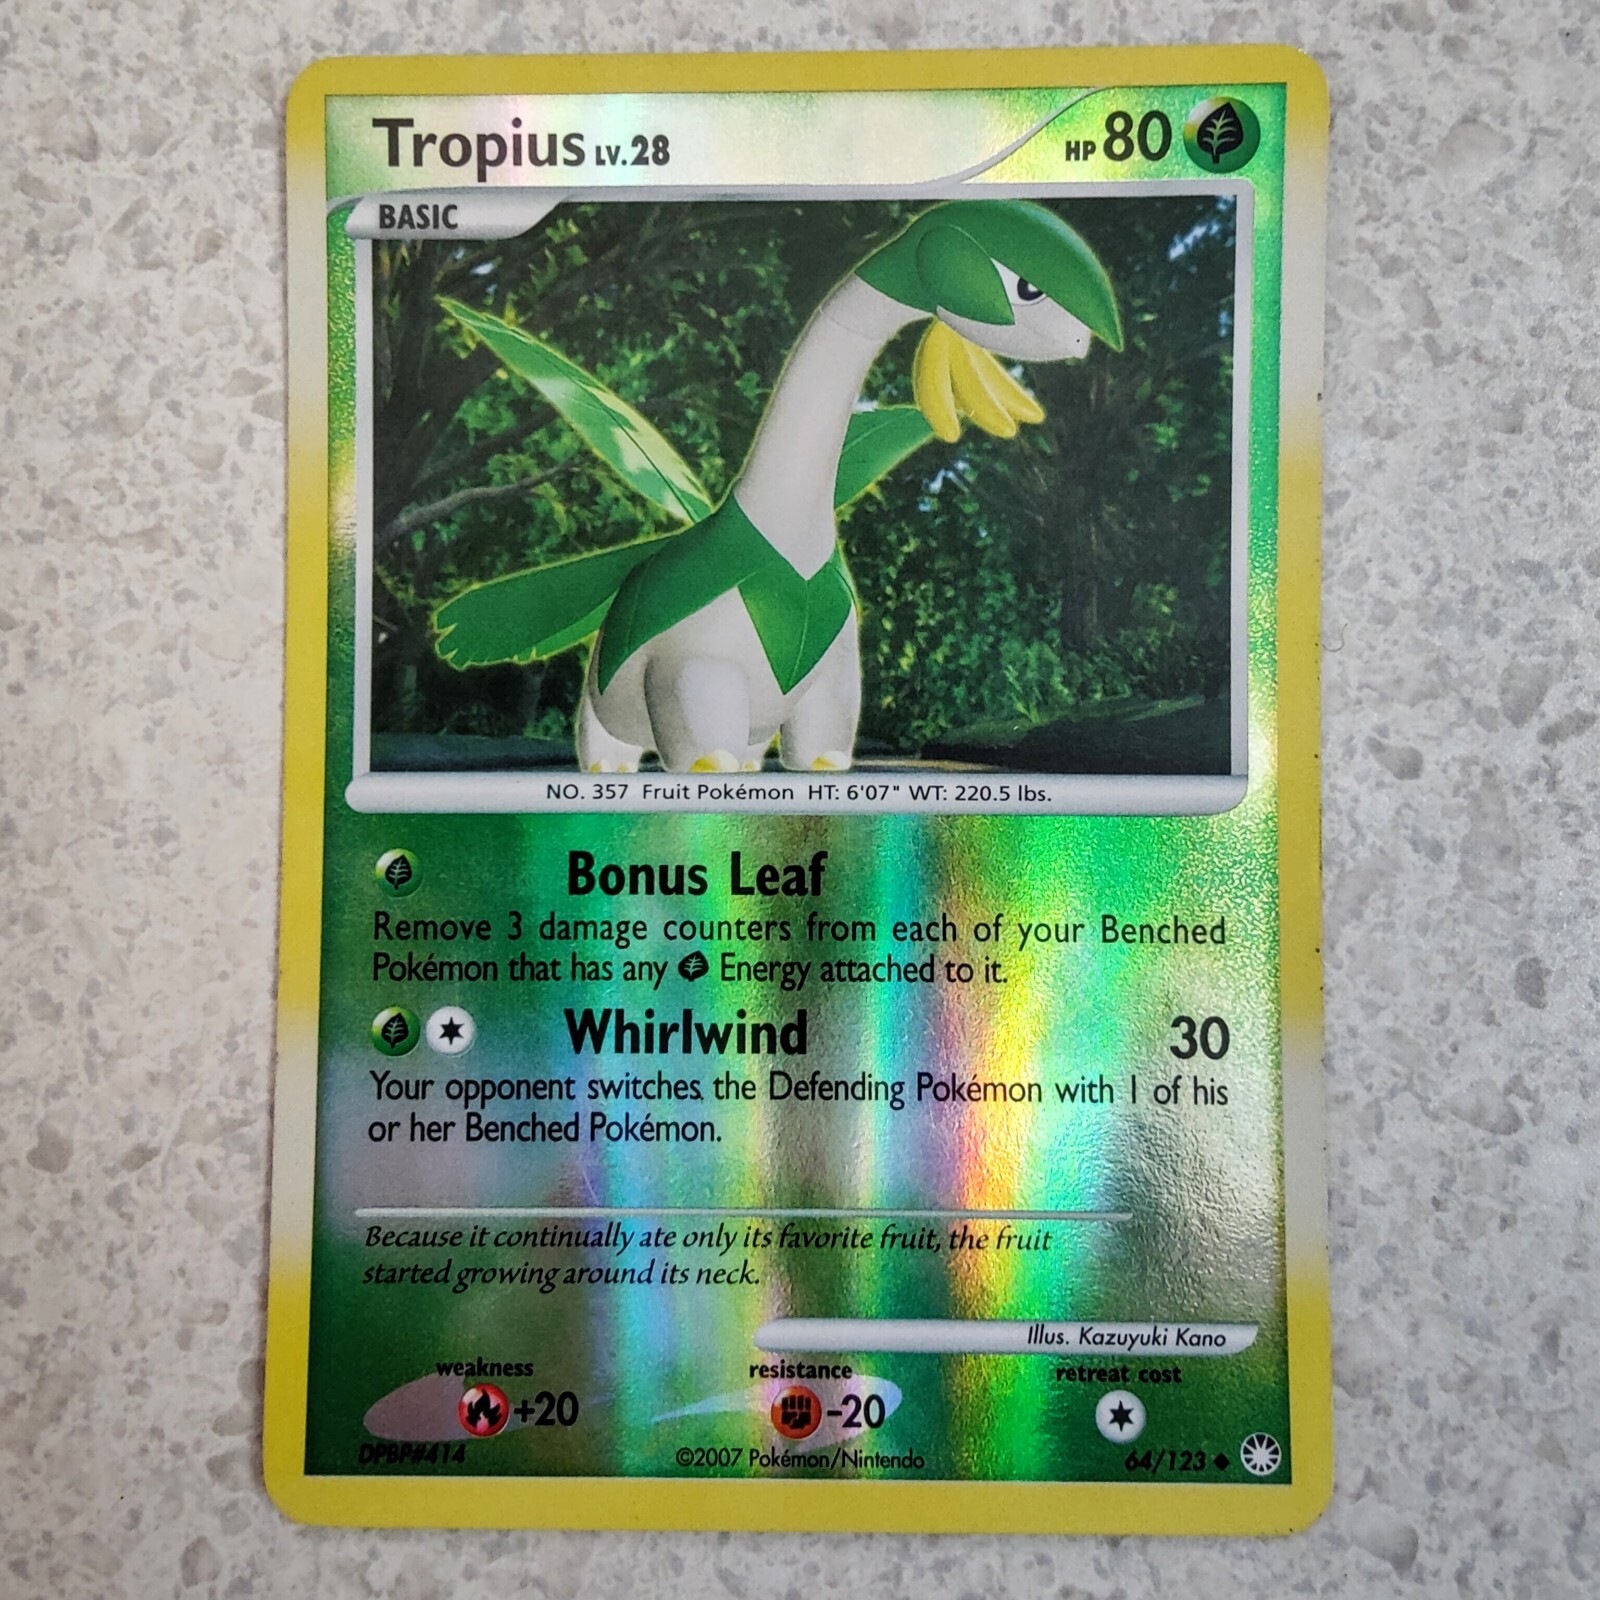 Tropius LV.28 HP 80
BASIC
NO. 357 Fruit Pokémon HT: 6'07" WT: 220.5 lbs.
Bonus Leaf
Remove 3 damage counters from each of your Benched
Pokémon that has any Energy attached to it.
Whirlwind 30
Your opponent switches the Defending Pokémon with 1 of his
or her Benched Pokémon.
Because it continually ate only its favorite fruit, the fruit
started growing around its neck.
Illus. Kazuyuki Kano
weakness resistance retreat cost
+20 -20
DPBP#414 ©2007 Pokémon/Nintendo 64/123